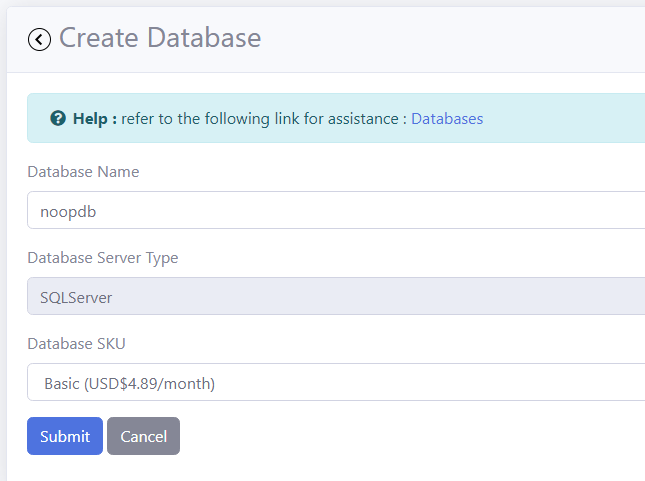 Create Database
Help : refer to the following link for assistance : Databases
Database Name
noopdb
Database Server Type
SQLServer
Database SKU
Basic (USD$4.89/month)
Submit Cancel